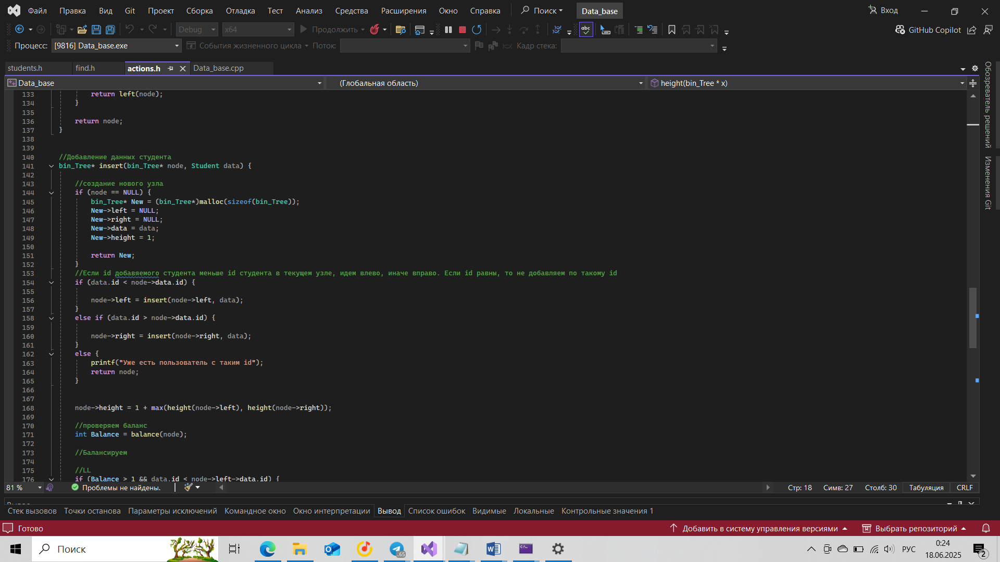 Файл Правка Вид Git Проект Сборка Отладка Тест Анализ Средства Расширения Окно Справка Поиск Data_base Вход
Debug x64 Продолжить abc GitHub Copilot
Процесс: [9816] Data_base.exe События жизненного цикла Поток: Кадр стека:
students.h find.h actions.h Data_base.cpp
Data_base (Глобальная область) height(bin_Tree * x)
133 return left(node);
134 }
135
136 return node;
137 }
138
139
140 //Добавление данных студента
141 bin_Tree* insert(bin_Tree* node, Student data) {
142
143 //создание нового узла
144 if (node == NULL) {
145 bin_Tree* New = (bin_Tree*)malloc(sizeof(bin_Tree));
146 New->left = NULL;
147 New->right = NULL;
148 New->data = data;
149 New->height = 1;
150
151 return New;
152 }
153 //Если id добавяемого студента меньше id студента в текущем узле, идем влево, иначе вправо. Если id равны, то не добавляем по такому id
154 if (data.id < node->data.id) {
155
156 node->left = insert(node->left, data);
157 }
158 else if (data.id > node->data.id) {
159
160 node->right = insert(node->right, data);
161 }
162 else {
163 printf("Уже есть пользователь с таким id");
164 return node;
165 }
166
167
168 node->height = 1 + max(height(node->left), height(node->right));
169
170 //проверяем баланс
171 int Balance = balance(node);
172
173 //Балансируем
174
175 //LL
176 if (Balance > 1 && data.id < node->left->data.id) {
Обозреватель решений
Изменения Git
81 % Проблемы не найдены. Стр: 18 Симв: 27 Столб: 30 Табуляция CRLF
Вывод
Стек вызовов Точки останова Параметры исключений Командное окно Окно интерпретации Вывод Список ошибок Видимые Локальные Контрольные значения 1
Готово Добавить в систему управления версиями Выбрать репозиторий
Поиск 65 РУС 0:24
18.06.2025 2